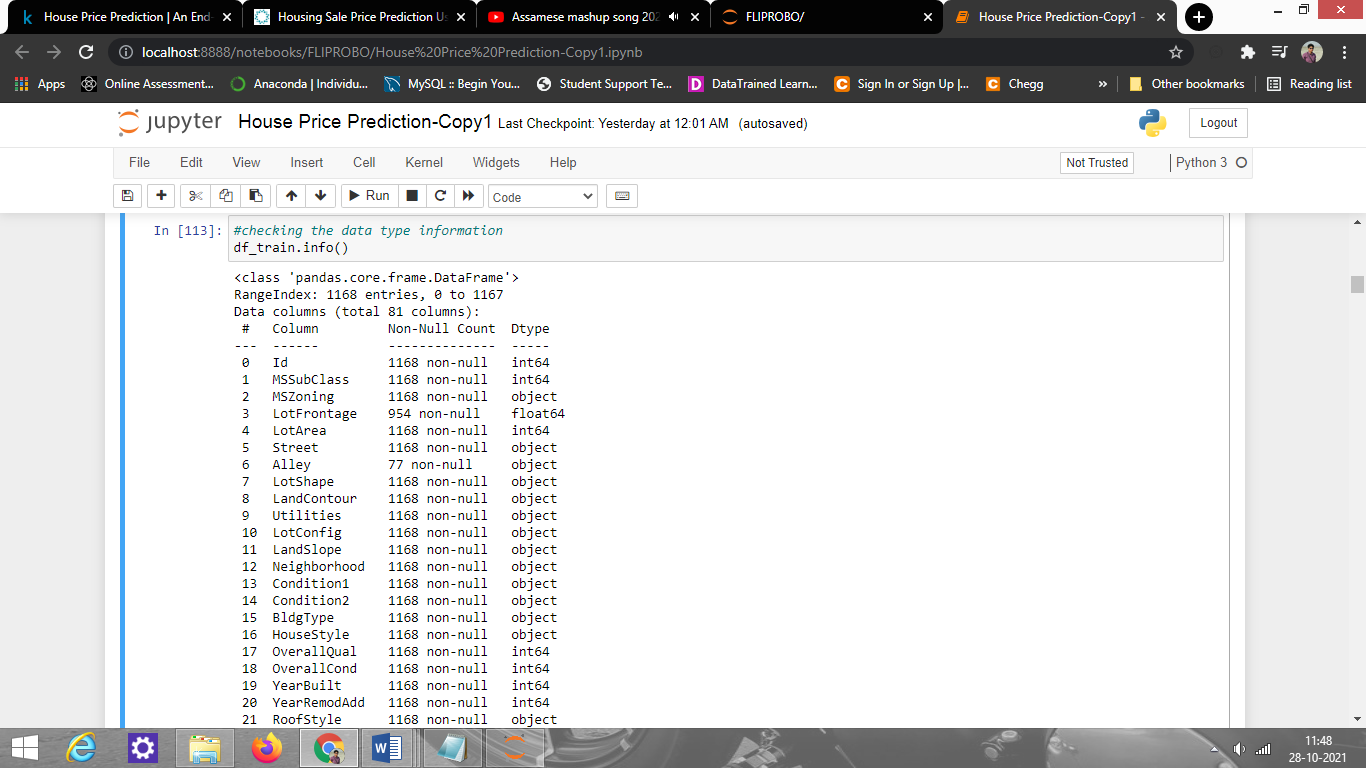 House Price Prediction | An End
Housing Sale Price Prediction Us
Assamese mashup song 202
FLIPROBO/
House Price Prediction-Copy1 -
localhost:8888/notebooks/FLIPROBO/House%20Price%20Prediction-Copy1.ipynb
Apps Online Assessment... Anaconda | Individu... MySQL :: Begin You... Student Support Te... DataTrained Learn... Sign In or Sign Up |... Chegg » Other bookmarks Reading list
jupyter House Price Prediction-Copy1 Last Checkpoint: Yesterday at 12:01 AM (autosaved) Logout
File Edit View Insert Cell Kernel Widgets Help Not Trusted Python 3
Run Code
In [113]: #checking the data type information
df_train.info()
<class 'pandas.core.frame.DataFrame'>
RangeIndex: 1168 entries, 0 to 1167
Data columns (total 81 columns):
# Column Non-Null Count Dtype
--- ------ -------------- -----
0 Id 1168 non-null int64
1 MSSubClass 1168 non-null int64
2 MSZoning 1168 non-null object
3 LotFrontage 954 non-null float64
4 LotArea 1168 non-null int64
5 Street 1168 non-null object
6 Alley 77 non-null object
7 LotShape 1168 non-null object
8 LandContour 1168 non-null object
9 Utilities 1168 non-null object
10 LotConfig 1168 non-null object
11 LandSlope 1168 non-null object
12 Neighborhood 1168 non-null object
13 Condition1 1168 non-null object
14 Condition2 1168 non-null object
15 BldgType 1168 non-null object
16 HouseStyle 1168 non-null object
17 OverallQual 1168 non-null int64
18 OverallCond 1168 non-null int64
19 YearBuilt 1168 non-null int64
20 YearRemodAdd 1168 non-null int64
21 RoofStyle 1168 non-null object
11:48
28-10-2021